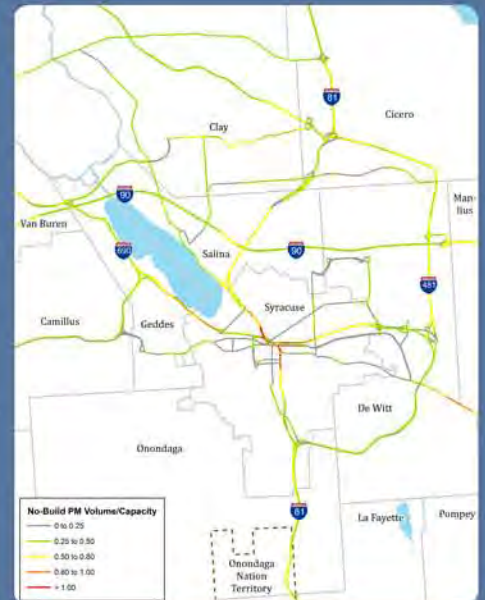 81
Cicero
Clay
90
Man-
lius
Van Buren
690
Salina
90
481
Syracuse
Camillus
Geddes
De Witt
Onondaga
81
La Fayette
Pompey
Onondaga
Nation
Territory
No-Build PM Volume/Capacity
0 to 0.25
0.25 to 0.50
0.50 to 0.80
0.80 to 1.00
> 1.00